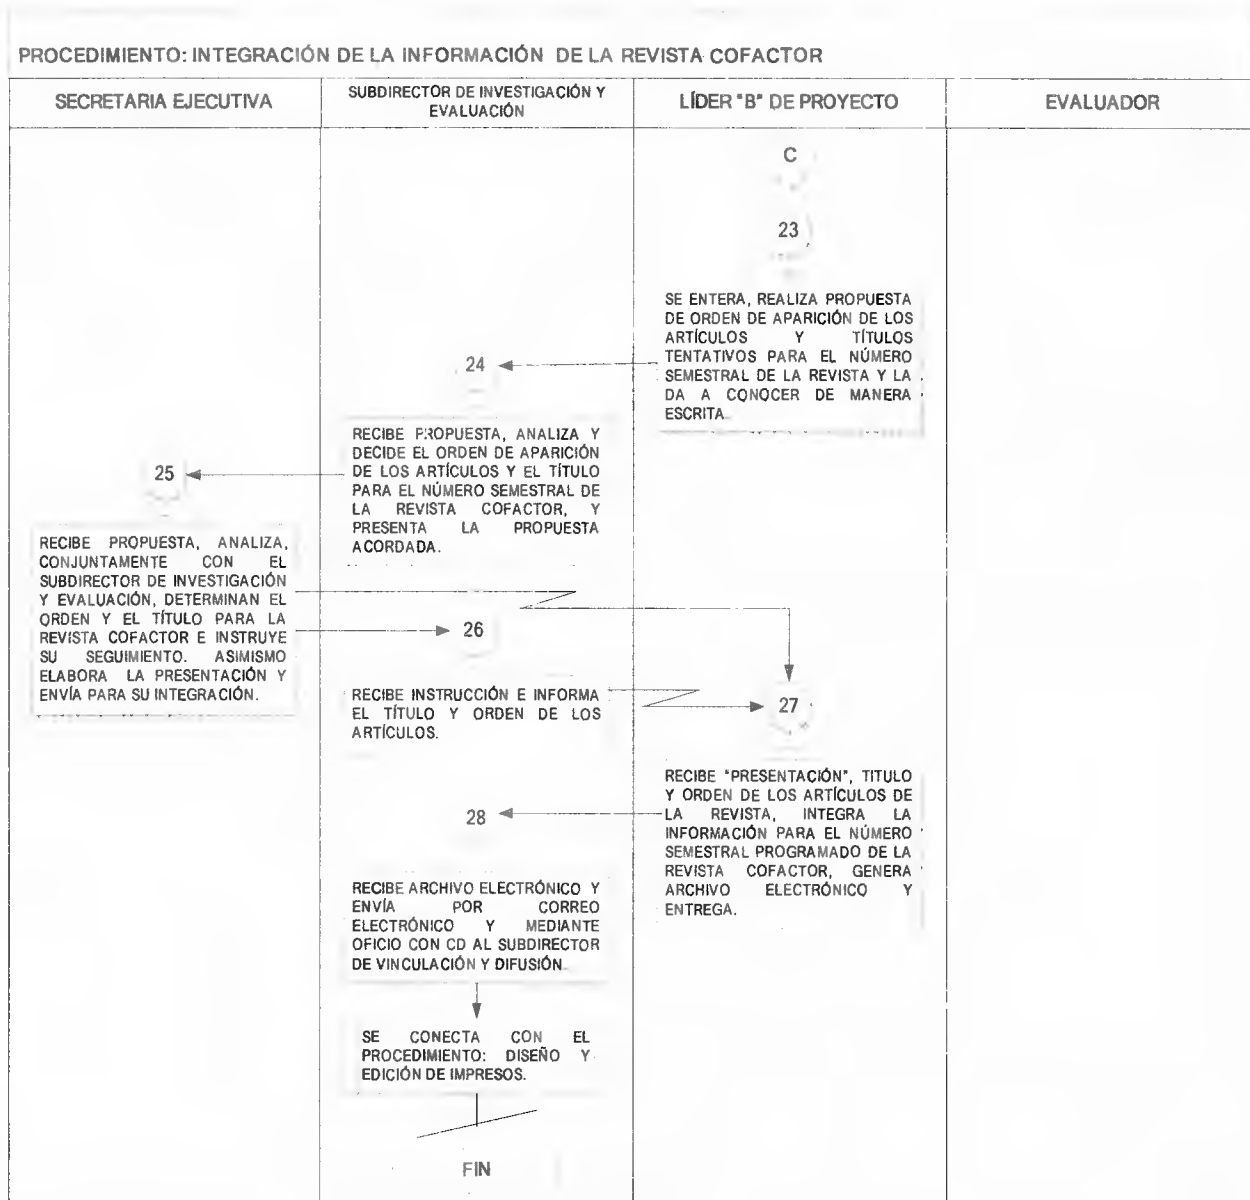 PROCEDIMIENTO: INTEGRACIÓN DE LA INFORMACIÓN DE LA REVISTA COFACTOR
SECRETARIA EJECUTIVA
SUBDIRECTOR DE INVESTIGACIÓN Y
EVALUACIÓN
LÍDER "B" DE PROYECTO
EVALUADOR
C
23
SE ENTERA, REALIZA PROPUESTA
DE ORDEN DE APARICIÓN DE LOS
ARTÍCULOS Y TÍTULOS
TENTATIVOS PARA EL NÚMERO
SEMESTRAL DE LA REVISTA Y LA
DA A CONOCER DE MANERA
ESCRITA.
24
RECIBE PROPUESTA, ANALIZA Y
DECIDE EL ORDEN DE APARICIÓN
DE LOS ARTÍCULOS Y EL TÍTULO
PARA EL NÚMERO SEMESTRAL DE
LA REVISTA COFACTOR, Y
PRESENTA LA PROPUESTA
ACORDADA.
25
RECIBE PROPUESTA, ANALIZA,
CONJUNTAMENTE CON EL
SUBDIRECTOR DE INVESTIGACIÓN
Y EVALUACIÓN, DETERMINAN EL
ORDEN Y EL TÍTULO PARA LA
REVISTA COFACTOR E INSTRUYE
SU SEGUIMIENTO. ASIMISMO
ELABORA LA PRESENTACIÓN Y
ENVÍA PARA SU INTEGRACIÓN.
26
RECIBE INSTRUCCIÓN E INFORMA
EL TÍTULO Y ORDEN DE LOS
ARTÍCULOS.
27
RECIBE "PRESENTACIÓN", TITULO
Y ORDEN DE LOS ARTÍCULOS DE
LA REVISTA, INTEGRA LA
INFORMACIÓN PARA EL NÚMERO
SEMESTRAL PROGRAMADO DE LA
REVISTA COFACTOR, GENERA
ARCHIVO ELECTRÓNICO Y
ENTREGA.
28
RECIBE ARCHIVO ELECTRÓNICO Y
ENVÍA POR CORREO
ELECTRÓNICO Y MEDIANTE
OFICIO CON CD AL SUBDIRECTOR
DE VINCULACIÓN Y DIFUSIÓN.
SE CONECTA CON EL
PROCEDIMIENTO: DISEÑO Y
EDICIÓN DE IMPRESOS.
FIN